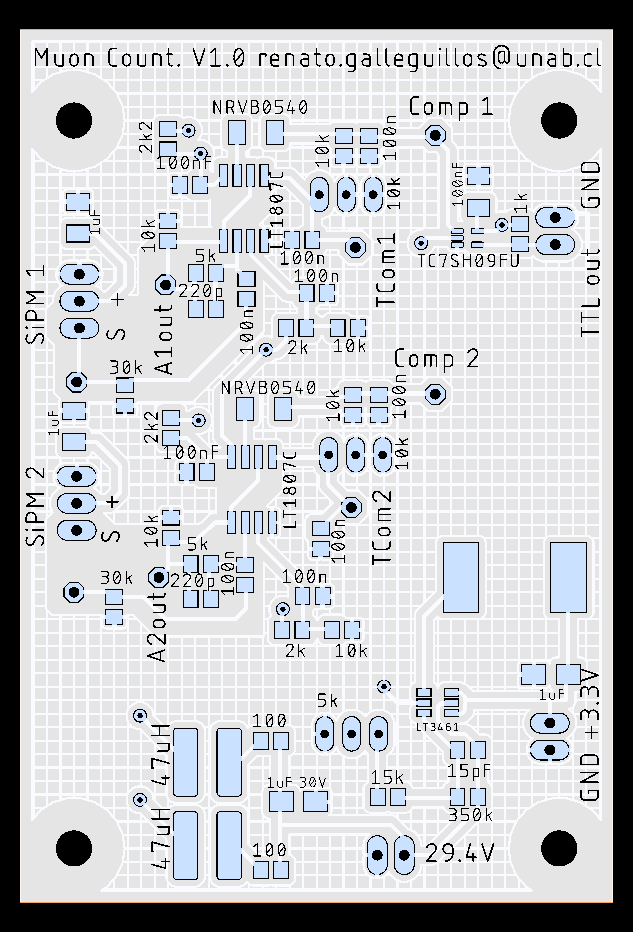 Muon Count. V1.0 renato.galleguillos@unab.cl
NRVB0540
Comp 1
2k2
10k
100n
100nF
100nF
LT1807C
10k
1k
GND
1uF
10k
100n
TCom1
TC7SH09FU
TTL out
SiPM 1
S +
5k
220p
100n
100n
A1out
2k
10k
30k
NRVB0540
Comp 2
1uF
2k2
10k
100n
100nF
LT1807C
10k
SiPM 2
S +
10k
100n
TCom2
5k
220p
100n
100n
30k
A2out
2k
10k
5k
LT3461
1uF
GND +3.3V
47uH
100
15pF
1uF 30V
15k
350k
47uH
100
29.4V